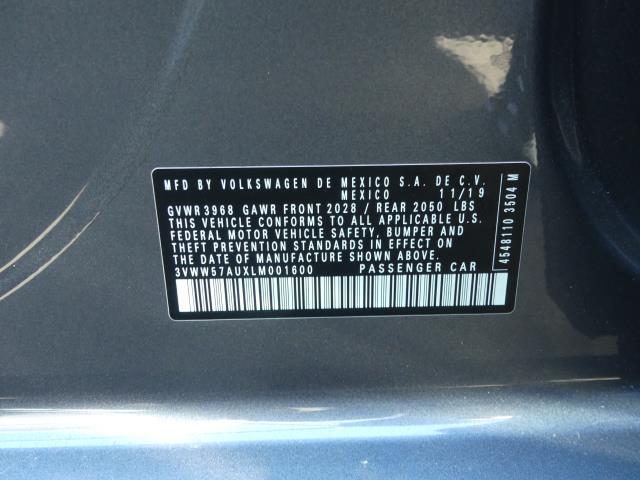 MFD BY VOLKSWAGEN DE MEXICO S.A. DE C.V.
MEXICO 11/19
GVWR 3968 GAWR FRONT 2028 / REAR 2050 LBS
THIS VEHICLE CONFORMS TO ALL APPLICABLE U.S.
FEDERAL MOTOR VEHICLE SAFETY, BUMPER AND
THEFT PREVENTION STANDARDS IN EFFECT ON
THE DATE OF MANUFACTURE SHOWN ABOVE
3VWW57AUXLM001600 PASSENGER CAR
4548110 3504 M